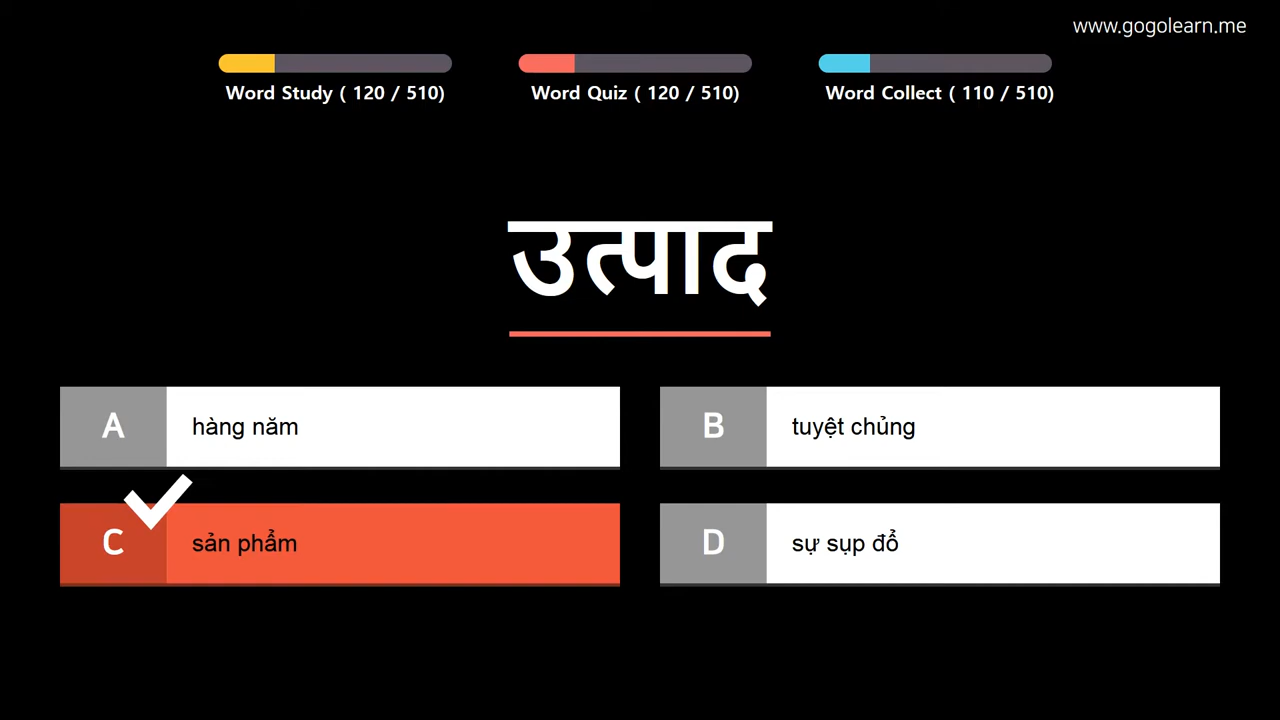 www.gogolearn.me
Word Study ( 120 / 510)
Word Quiz ( 120 / 510)
Word Collect ( 110 / 510)
उत्पाद
A hàng năm
B tuyệt chủng
C sản phẩm
D sự sụp đổ